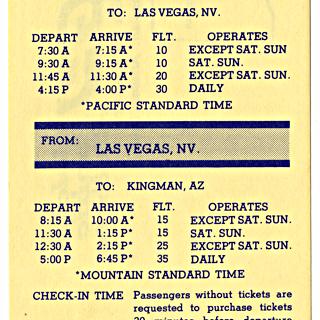 TO: LAS VEGAS, NV.
DEPART ARRIVE FLT. OPERATES
7:30 A 7:15 A* 10 EXCEPT SAT. SUN
9:30 A 9:15 A* 10 SAT. SUN.
11:45 A 11:30 A* 20 EXCEPT SAT. SUN.
4:15 P 4:00 P* 30 DAILY
*PACIFIC STANDARD TIME
FROM:
LAS VEGAS, NV.
TO: KINGMAN, AZ
DEPART ARRIVE FLT. OPERATES
8:15 A 10:00 A* 15 EXCEPT SAT. SUN.
11:30 A 1:15 P* 15 SAT. SUN.
12:30 A 2:15 P* 25 EXCEPT SAT. SUN.
5:00 P 6:45 P* 35 DAILY
*MOUNTAIN STANDARD TIME
CHECK-IN TIME Passengers without tickets are
requested to purchase tickets
30 minutes before departure